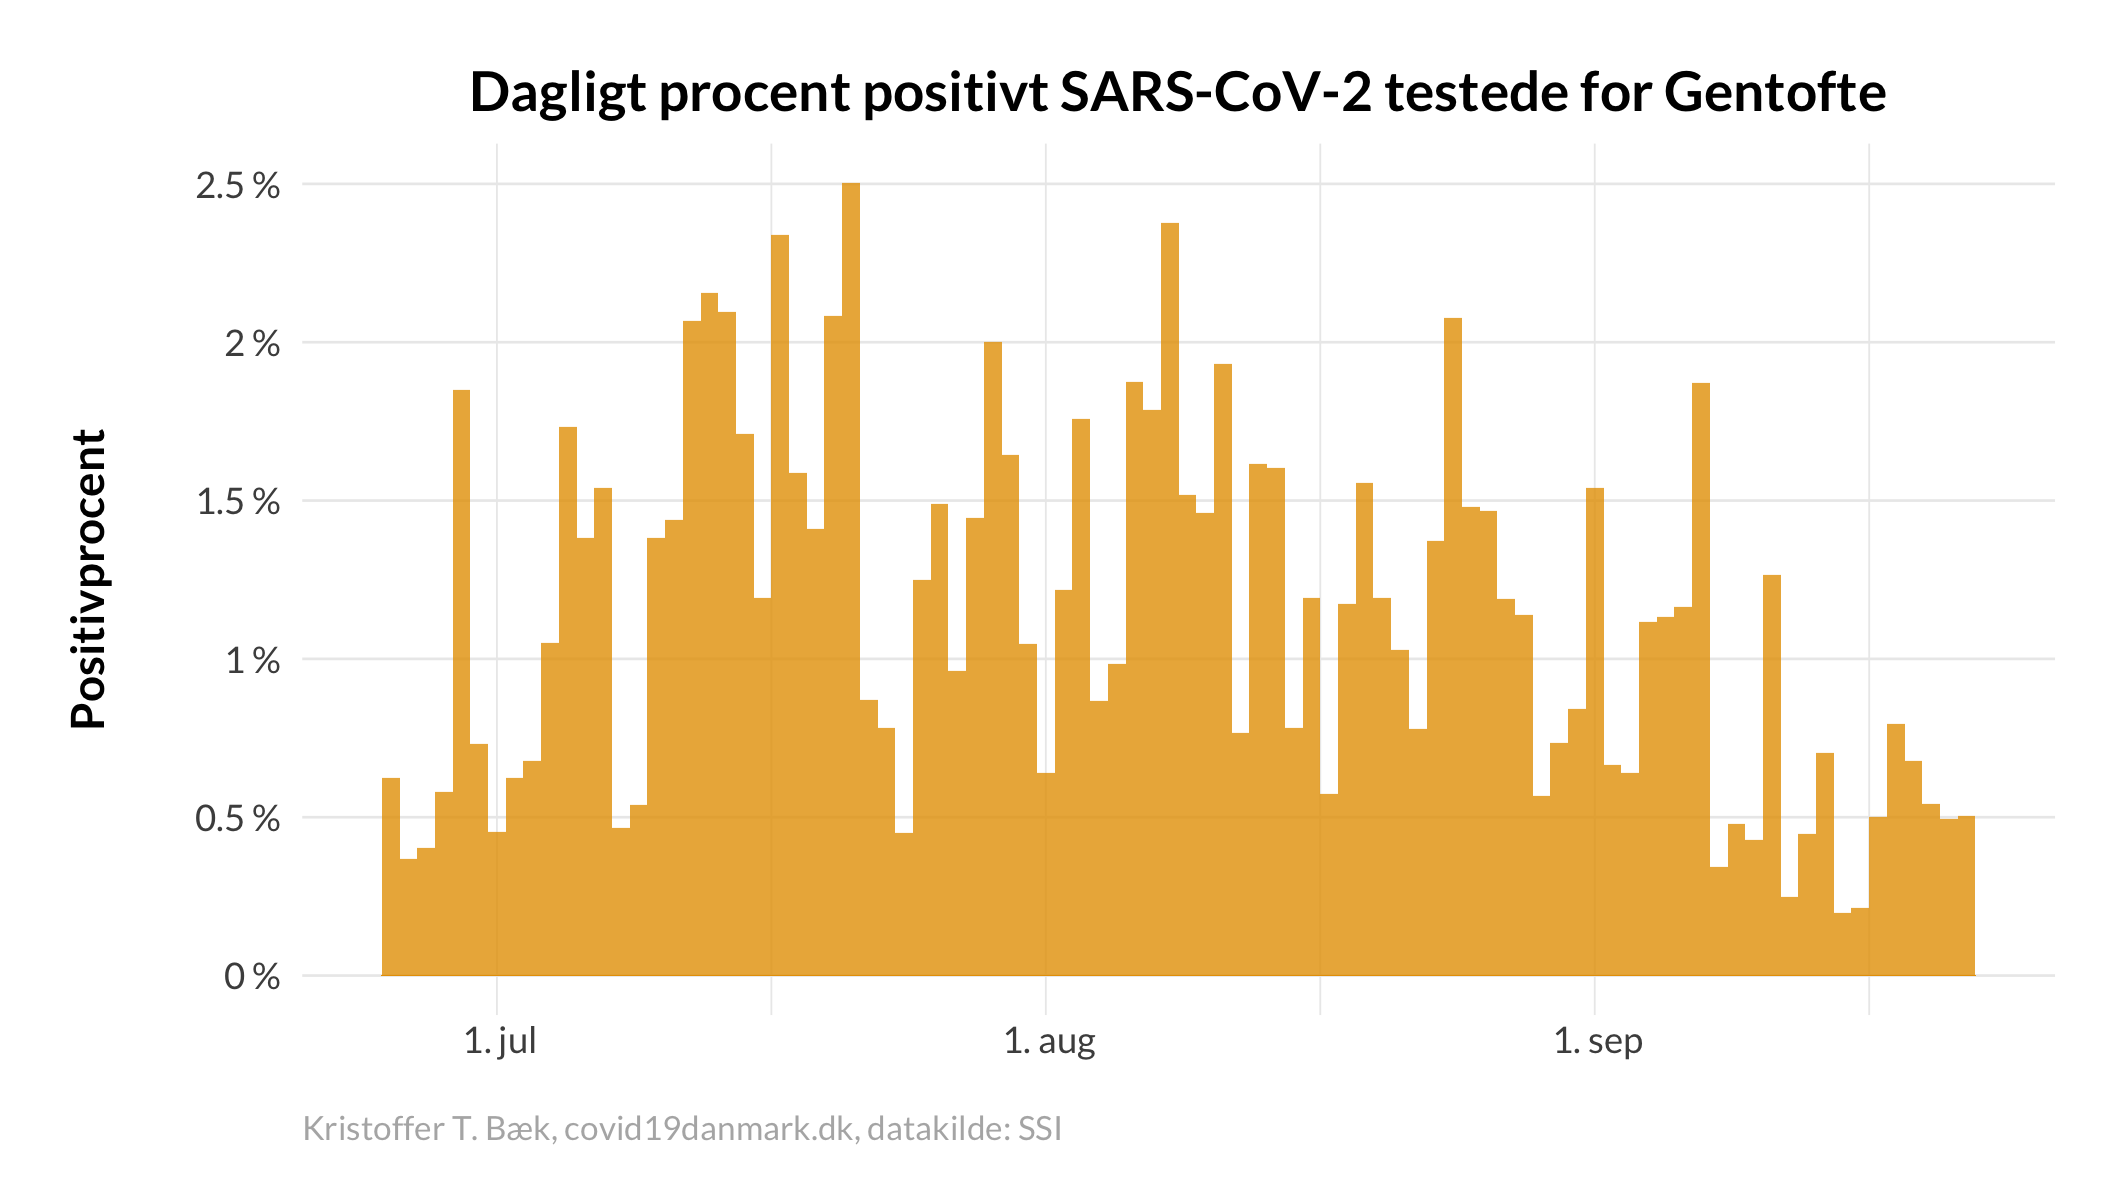 Dagligt procent positivt SARS-CoV-2 testede for Gentofte
Positivprocent
2.5 %
2 %
1.5 %
1 %
0.5 %
0 %
1. jul
1. aug
1. sep
Kristoffer T. Bæk, covid19danmark.dk, datakilde: SSI